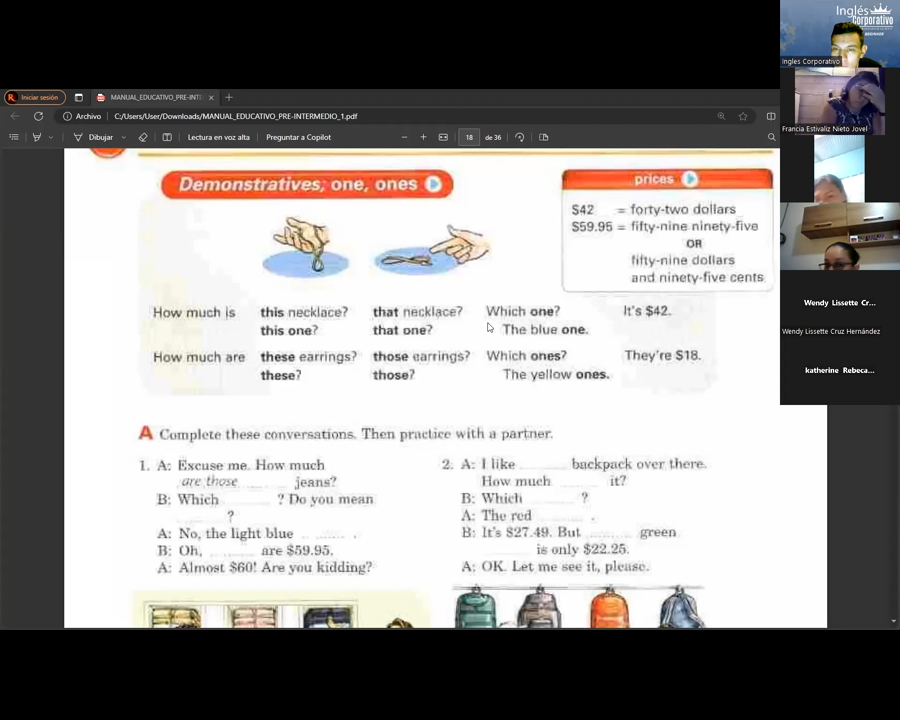 Inglés
Corporativo
Ingles Corporativo
Iniciar sesión
MANUAL_EDUCATIVO_PRE-INT
Archivo
C:/Users/User/Downloads/MANUAL_EDUCATIVO_PRE-INTERMEDIO_1.pdf
Dibujar
Lectura en voz alta
Preguntar a Copilot
18
de 36
Francia Estivaliz Nieto Jovel
Wendy Lissette Cr...
Wendy Lissette Cruz Hernández
katherine Rebeca...
Demonstratives; one, ones
prices
$42 = forty-two dollars
$59.95 = fifty-nine ninety-five
OR
fifty-nine dollars
and ninety-five cents
How much is this necklace? that necklace? Which one? It's $42.
this one? that one? The blue one.
How much are these earrings? those earrings? Which ones? They're $18.
these? those? The yellow ones.
A Complete these conversations. Then practice with a partner.
1. A: Excuse me. How much
are those jeans?
B: Which ? Do you mean
?
A: No, the light blue .
B: Oh, are $59.95.
A: Almost $60! Are you kidding?
2. A: I like backpack over there.
How much it?
B: Which ?
A: The red .
B: It's $27.49. But green
is only $22.25.
A: OK. Let me see it, please.